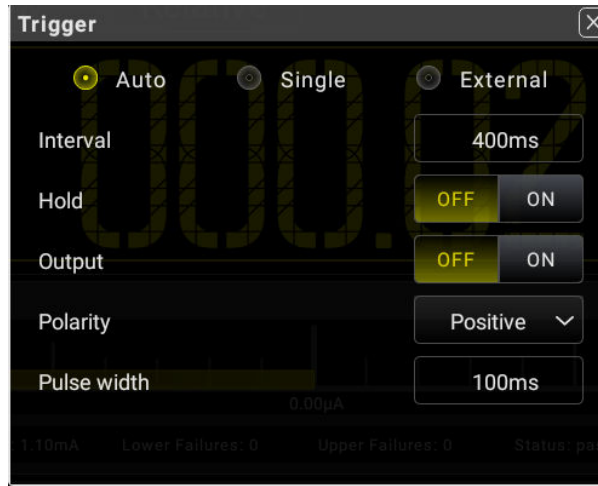 Trigger
Auto Single External
Interval 400ms
Hold OFF ON
Output OFF ON
Polarity Positive
Pulse width 100ms
0.00µA
1.10mA Lower Failures: 0 Upper Failures: 0 Status: pa